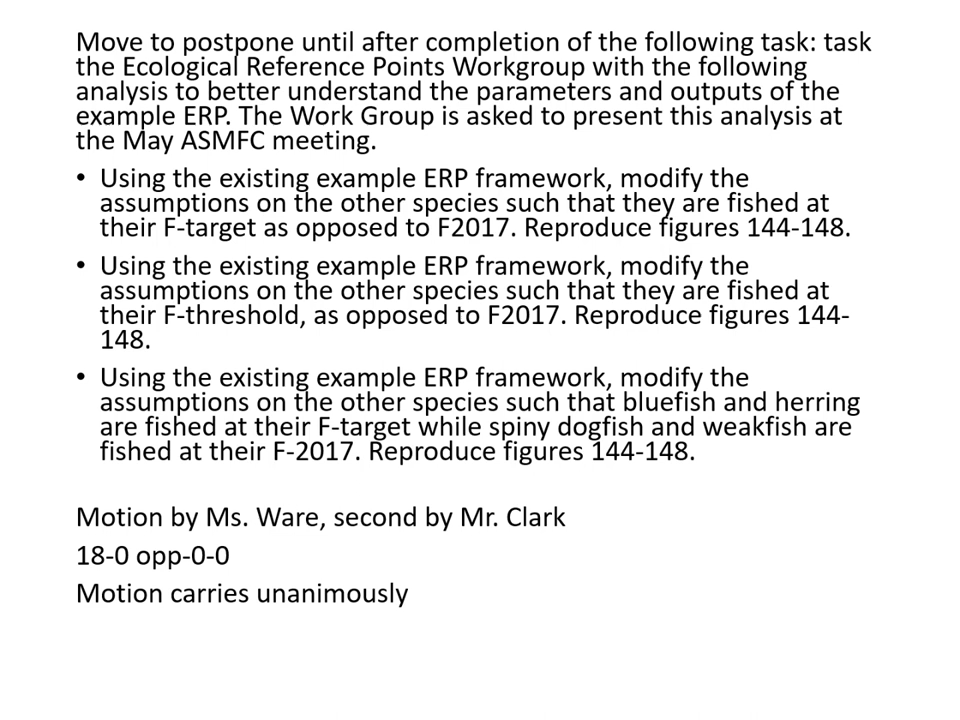 Move to postpone until after completion of the following task: task
the Ecological Reference Points Workgroup with the following
analysis to better understand the parameters and outputs of the
example ERP. The Work Group is asked to present this analysis at
the May ASMFC meeting.
• Using the existing example ERP framework, modify the
assumptions on the other species such that they are fished at
their F-target as opposed to F2017. Reproduce figures 144-148.
• Using the existing example ERP framework, modify the
assumptions on the other species such that they are fished at
their F-threshold, as opposed to F2017. Reproduce figures 144-
148.
• Using the existing example ERP framework, modify the
assumptions on the other species such that bluefish and herring
are fished at their F-target while spiny dogfish and weakfish are
fished at their F-2017. Reproduce figures 144-148.
Motion by Ms. Ware, second by Mr. Clark
18-0 opp-0-0
Motion carries unanimously